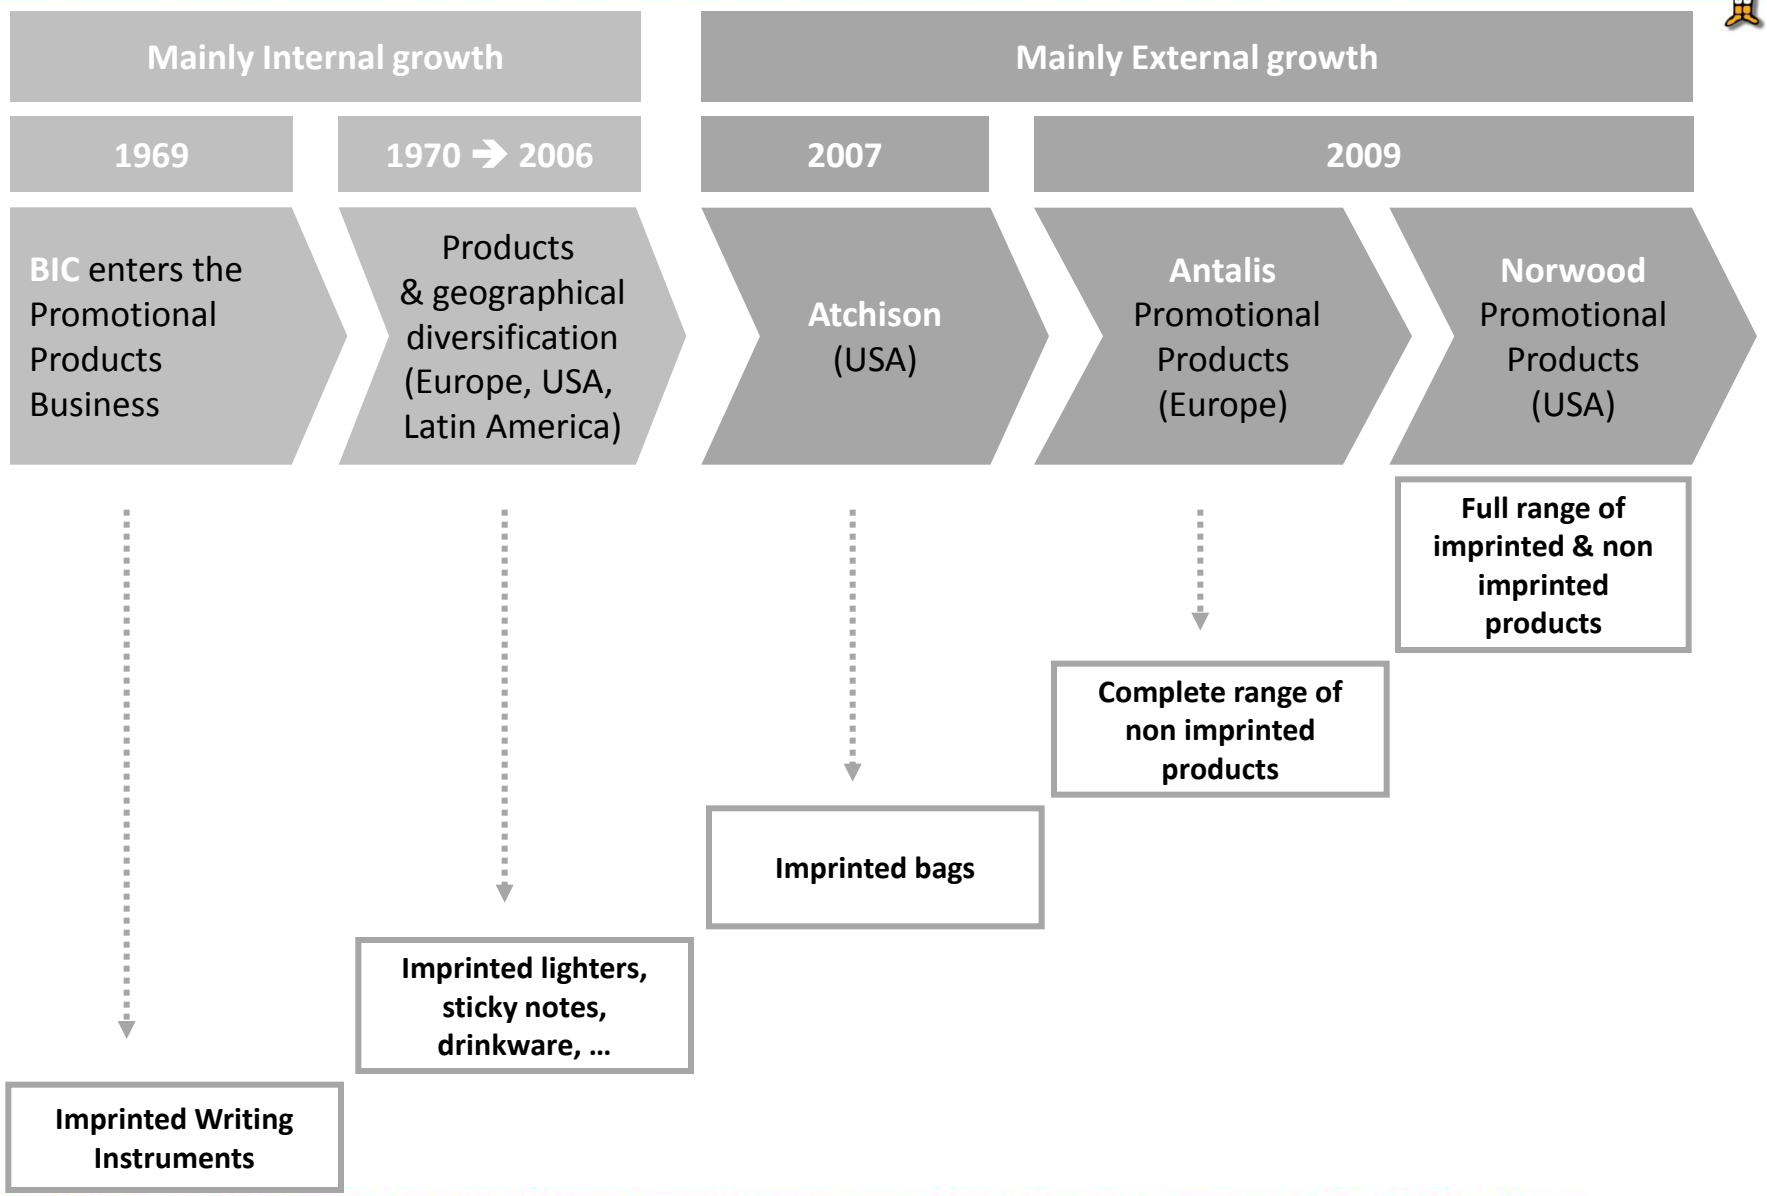 Mainly Internal growth
Mainly External growth
1969
1970 → 2006
2007
2009
BIC enters the
Promotional
Products
Business
Products
& geographical
diversification
(Europe, USA,
Latin America)
Atchison
(USA)
Antalis
Promotional
Products
(Europe)
Norwood
Promotional
Products
(USA)
Full range of
imprinted & non
imprinted
products
Complete range of
non imprinted
products
Imprinted bags
Imprinted lighters,
sticky notes,
drinkware, ...
Imprinted Writing
Instruments